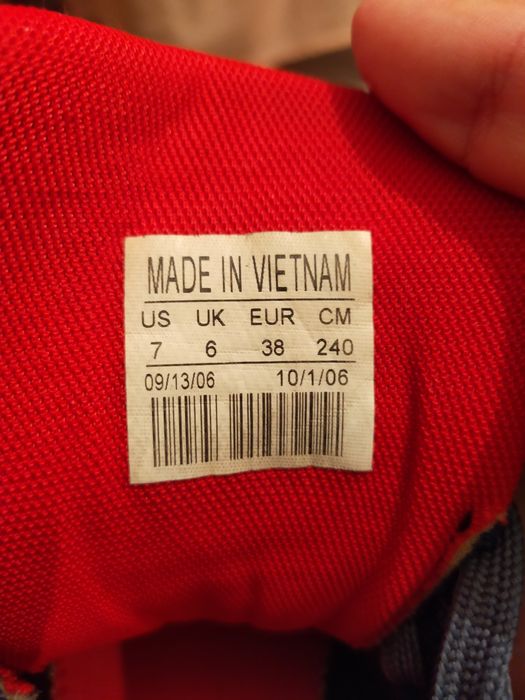 MADE IN VIETNAM
US UK EUR CM
7 6 38 240
09/13/06 10/1/06